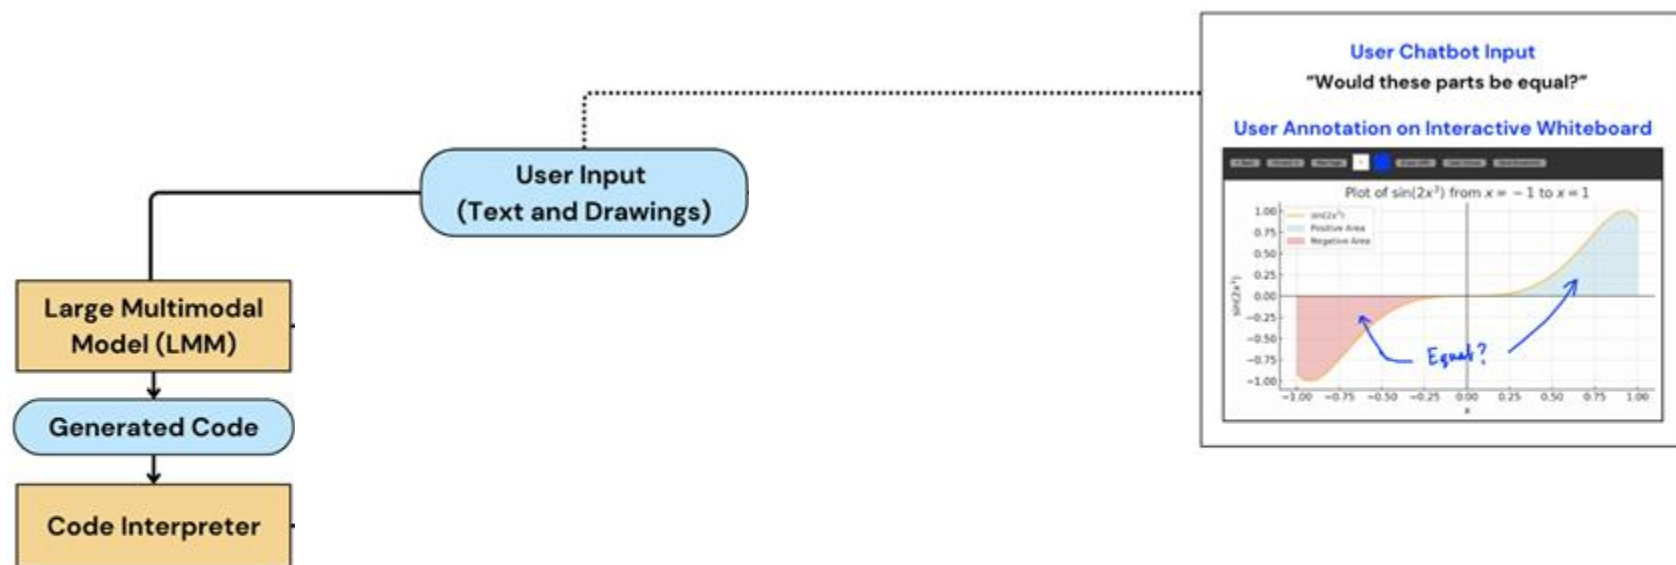 User Chatbot Input
“Would these parts be equal?”
User Annotation on Interactive Whiteboard
User Input
(Text and Drawings)
Plot of sin(2x³) from x = −1 to x = 1
sin(2x³)
Positive Area
Negative Area
1.00
0.75
0.50
0.25
0.00
−0.25
−0.50
−0.75
−1.00
sin(2x³)
Equal?
−1.00 −0.75 −0.50 −0.25 0.00 0.25 0.50 0.75 1.00
x
Large Multimodal
Model (LMM)
Generated Code
Code Interpreter